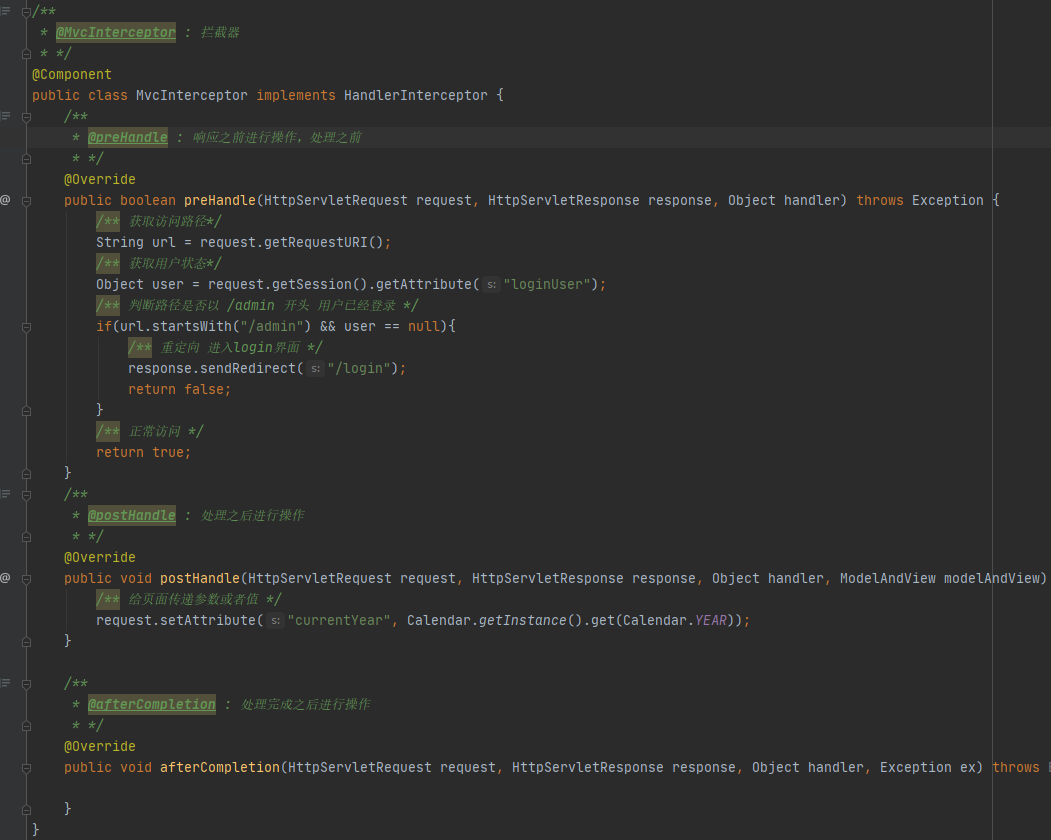 /**
 * @MvcInterceptor : 拦截器
 * */
@Component
public class MvcInterceptor implements HandlerInterceptor {
    /**
     * @preHandle : 响应之前进行操作，处理之前
     * */
    @Override
@    public boolean preHandle(HttpServletRequest request, HttpServletResponse response, Object handler) throws Exception {
        /** 获取访问路径*/
        String url = request.getRequestURI();
        /** 获取用户状态*/
        Object user = request.getSession().getAttribute( s: "loginUser");
        /** 判断路径是否以 /admin 开头 用户已经登录 */
        if(url.startsWith("/admin") && user == null){
            /** 重定向 进入login界面 */
            response.sendRedirect( s: "/login");
            return false;
        }
        /** 正常访问 */
        return true;
    }
    /**
     * @postHandle : 处理之后进行操作
     * */
    @Override
@    public void postHandle(HttpServletRequest request, HttpServletResponse response, Object handler, ModelAndView modelAndView)
        /** 给页面传递参数或者值 */
        request.setAttribute( s: "currentYear", Calendar.getInstance().get(Calendar.YEAR));
    }
    /**
     * @afterCompletion : 处理完成之后进行操作
     * */
    @Override
    public void afterCompletion(HttpServletRequest request, HttpServletResponse response, Object handler, Exception ex) throws
    }
}